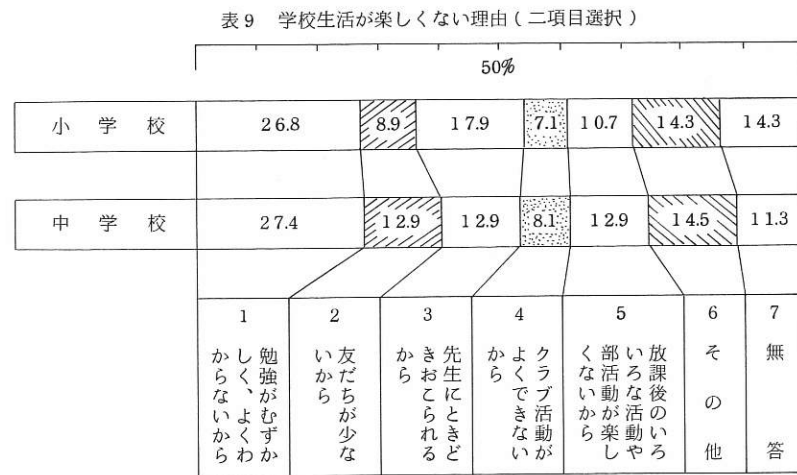 表9 学校生活が楽しくない理由(二項目選択)
50%
小学校 26.8 8.9 17.9 7.1 10.7 14.3 14.3
中学校 27.4 12.9 12.9 8.1 12.9 14.5 11.3
1
勉強がむずか
しく、よくわ
からないから
2
友だちが少な
いから
3
先生にときど
きおこられる
から
4
クラブ活動が
よくできない
から
5
放課後のいろ
いろな活動や
部活動が楽し
くないから
6
その他
7
無答